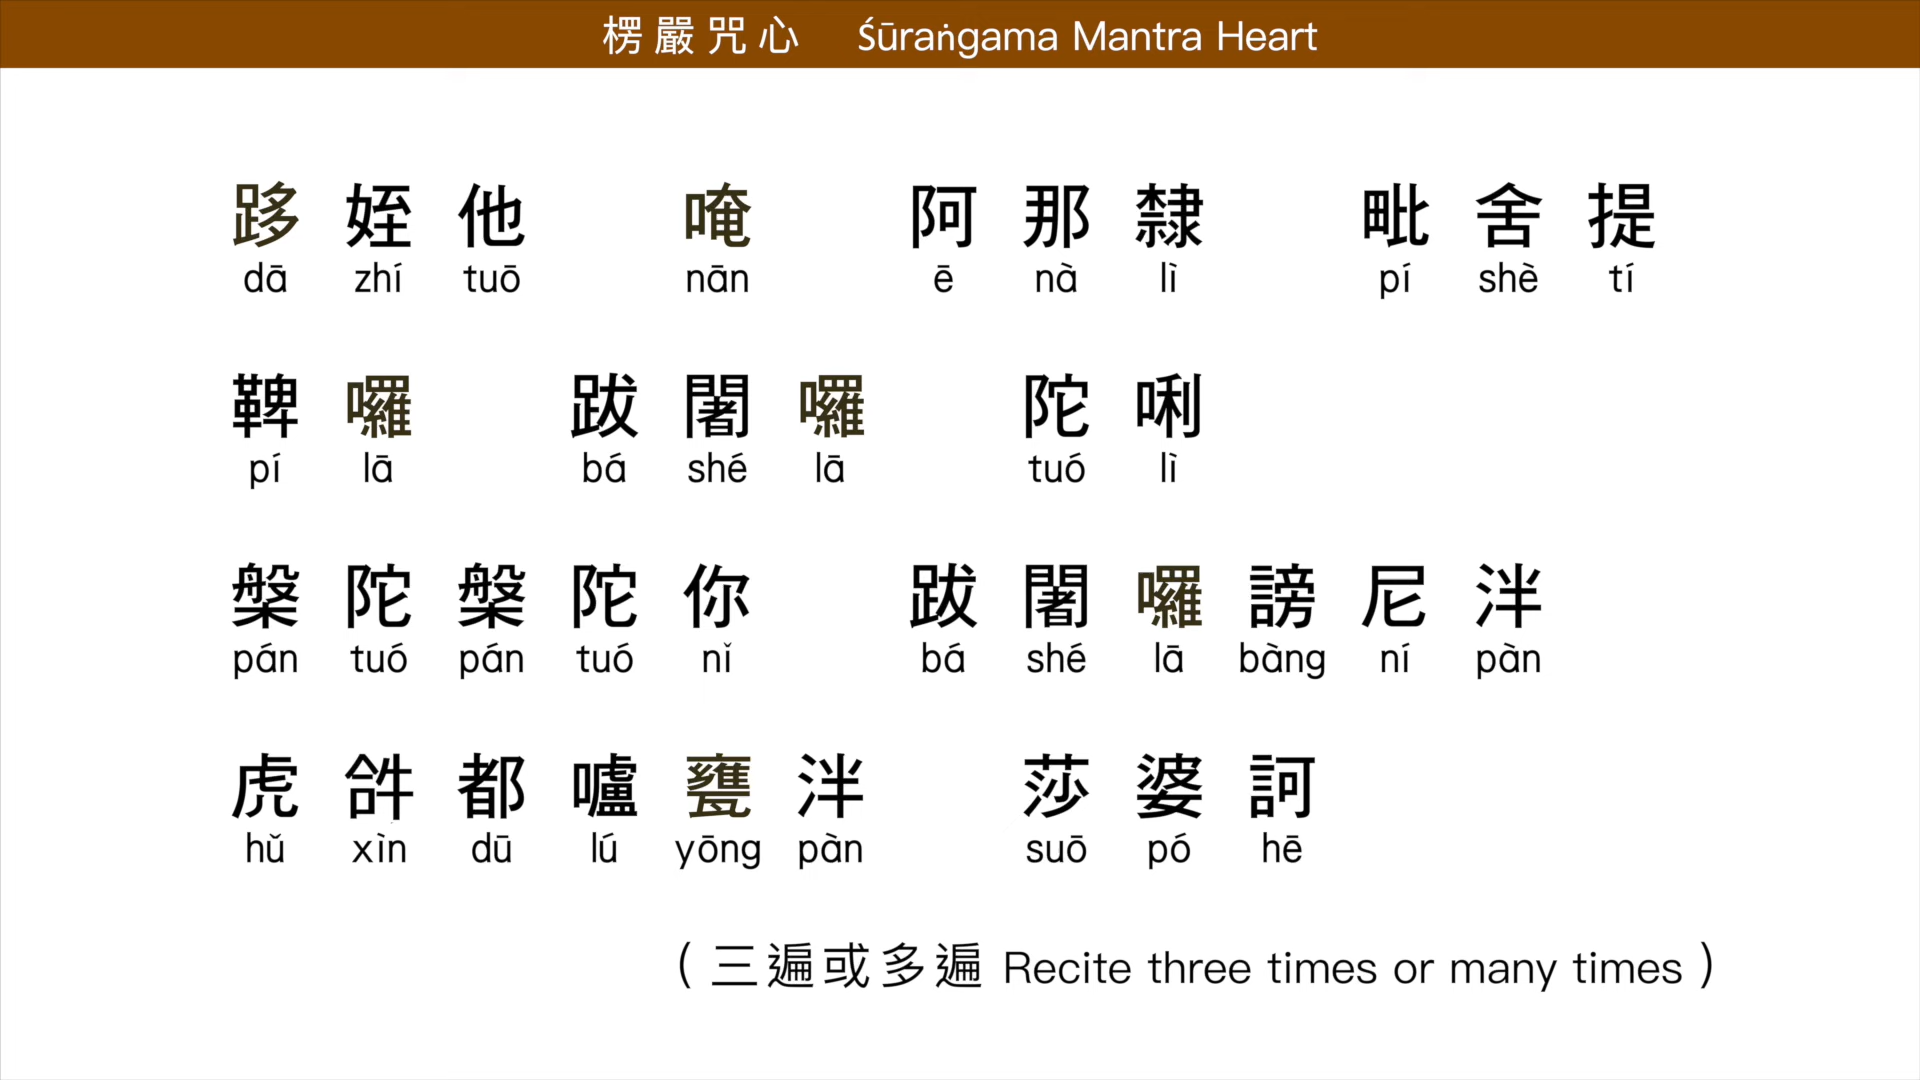 楞嚴咒心 Śūraṅgama Mantra Heart
跢姪他 唵 阿那隸 毗舍提
dā zhí tuō nān ē nà lì pí shè tí
鞞囉 跋闍囉 陀唎
pí lā bá shé lā tuó lì
槃陀槃陀你 跋闍囉謗尼泮
pán tuó pán tuó nǐ bá shé lā bàng ní pàn
虎𤙖都嚧甕泮 莎婆訶
hǔ xìn dū lú yōng pàn suō pó hē
（三遍或多遍 Recite three times or many times）